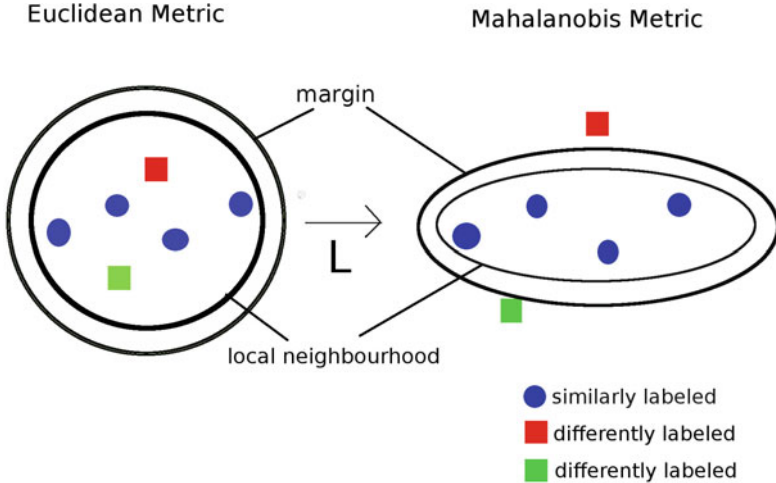 Euclidean Metric
Mahalanobis Metric
margin
L
local neighbourhood
similarly labeled
differently labeled
differently labeled